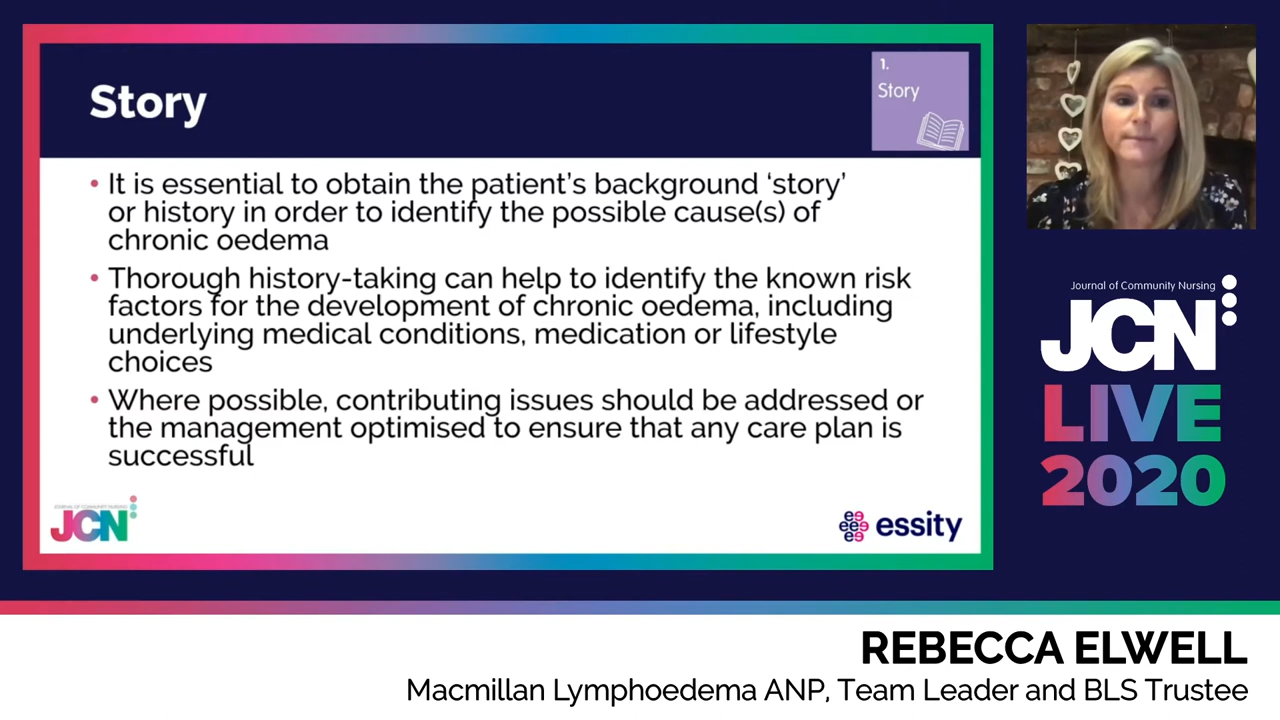 Story
1.
Story
• It is essential to obtain the patient's background ‘story’
or history in order to identify the possible cause(s) of
chronic oedema
• Thorough history-taking can help to identify the known risk
factors for the development of chronic oedema, including
underlying medical conditions, medication or lifestyle
choices
• Where possible, contributing issues should be addressed or
the management optimised to ensure that any care plan is
successful
JOURNAL OF COMMUNITY NURSING
JCN
essity
Journal of Community Nursing
JCN
LIVE
2020
REBECCA ELWELL
Macmillan Lymphoedema ANP, Team Leader and BLS Trustee